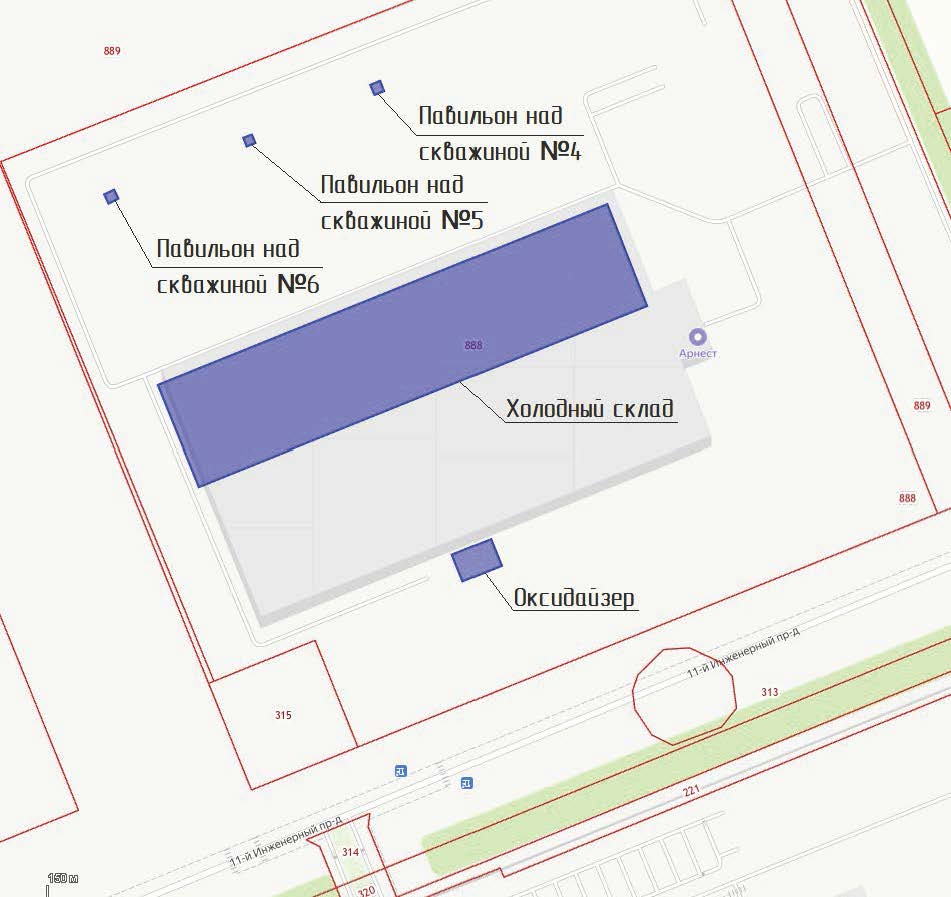 889
Павильон над
скважиной №4
Павильон над
скважиной №5
Павильон над
скважиной №6
888
Арнест
Холодный склад
889
888
Оксидайзер
11-й Инженерный пр-д
313
315
221
11-й Инженерный пр-д
314
150 м
320